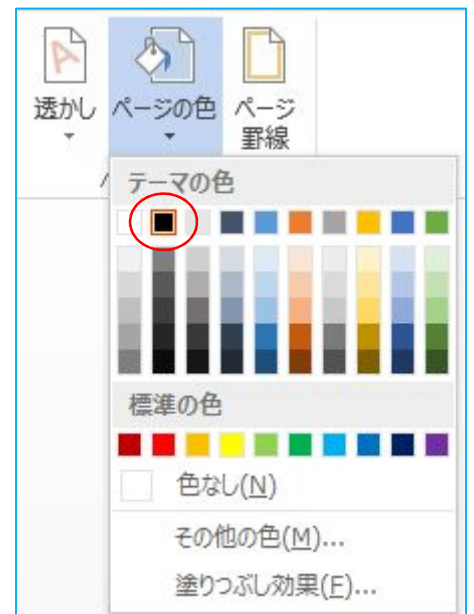 透かし ページの色 ページ
罫線
テーマの色
標準の色
色なし(N)
その他の色(M)...
塗りつぶし効果(F)...